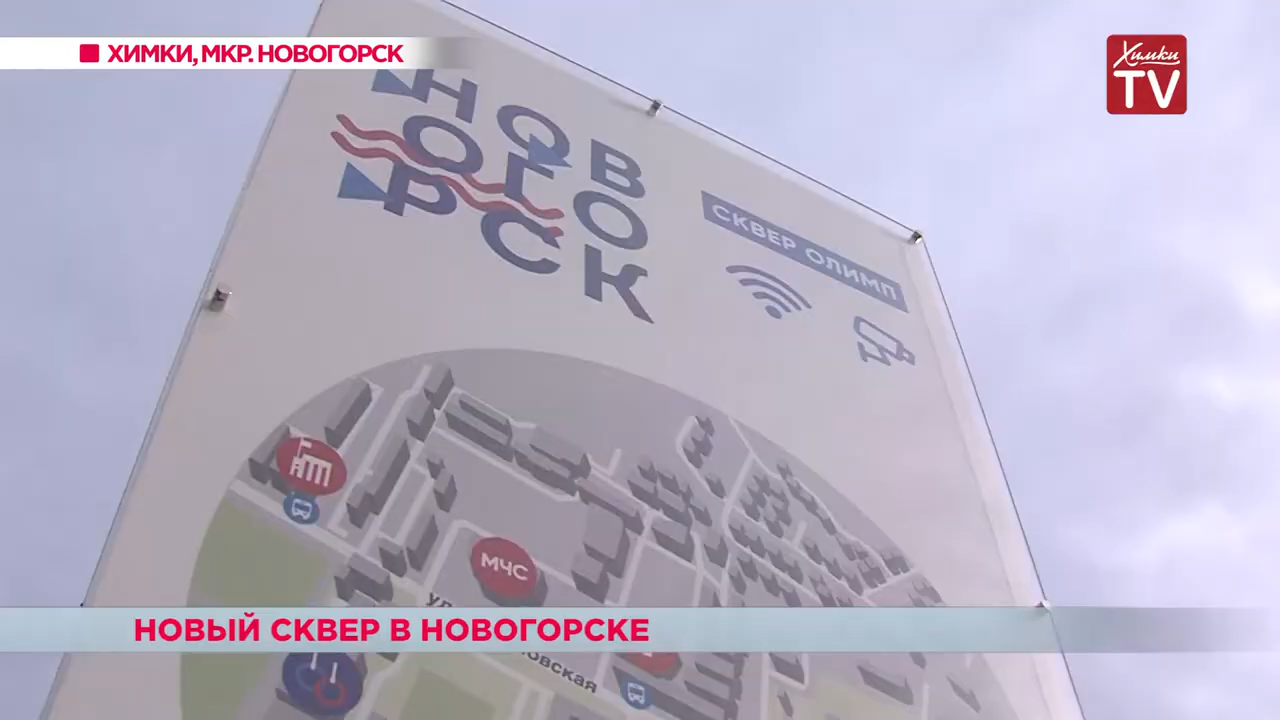 ХИМКИ, МКР. НОВОГОРСК
Химки
TV
НОВ
ОГО
РСК
СКВЕР ОЛИМП
МЧС
НОВЫЙ СКВЕР В НОВОГОРСКЕ